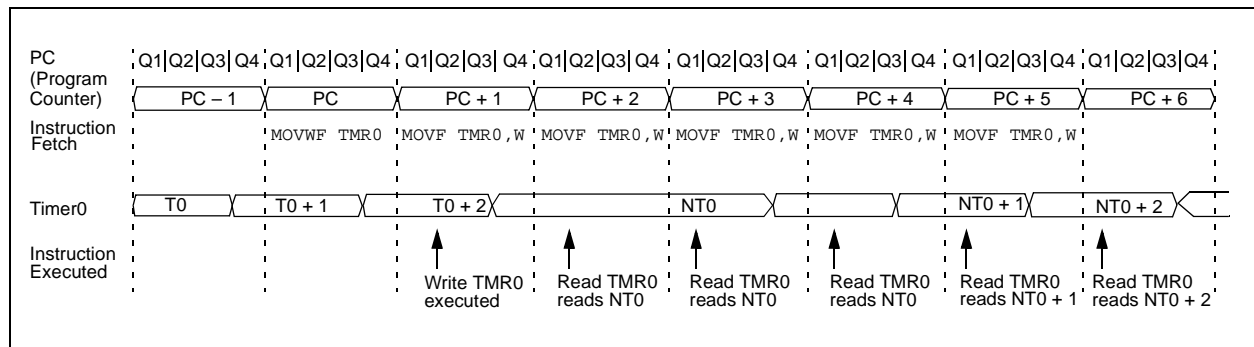 PC Q1|Q2|Q3|Q4 Q1|Q2|Q3|Q4 Q1|Q2|Q3|Q4 Q1|Q2|Q3|Q4 Q1|Q2|Q3|Q4 Q1|Q2|Q3|Q4 Q1|Q2|Q3|Q4 Q1|Q2|Q3|Q4
(Program
Counter) PC – 1 PC PC + 1 PC + 2 PC + 3 PC + 4 PC + 5 PC + 6
Instruction
Fetch MOVWF TMR0 MOVF TMR0,W MOVF TMR0,W MOVF TMR0,W MOVF TMR0,W MOVF TMR0,W
Timer0 T0 T0 + 1 T0 + 2 NT0 NT0 + 1 NT0 + 2
Instruction
Executed
Write TMR0 Read TMR0 Read TMR0 Read TMR0 Read TMR0 Read TMR0
executed reads NT0 reads NT0 reads NT0 reads NT0 + 1 reads NT0 + 2